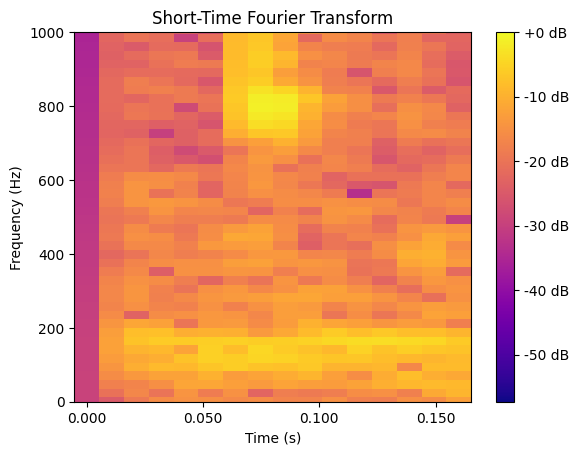 Short-Time Fourier Transform
1000
800
600
400
200
0
Frequency (Hz)
0.000
0.050
0.100
0.150
Time (s)
+0 dB
-10 dB
-20 dB
-30 dB
-40 dB
-50 dB